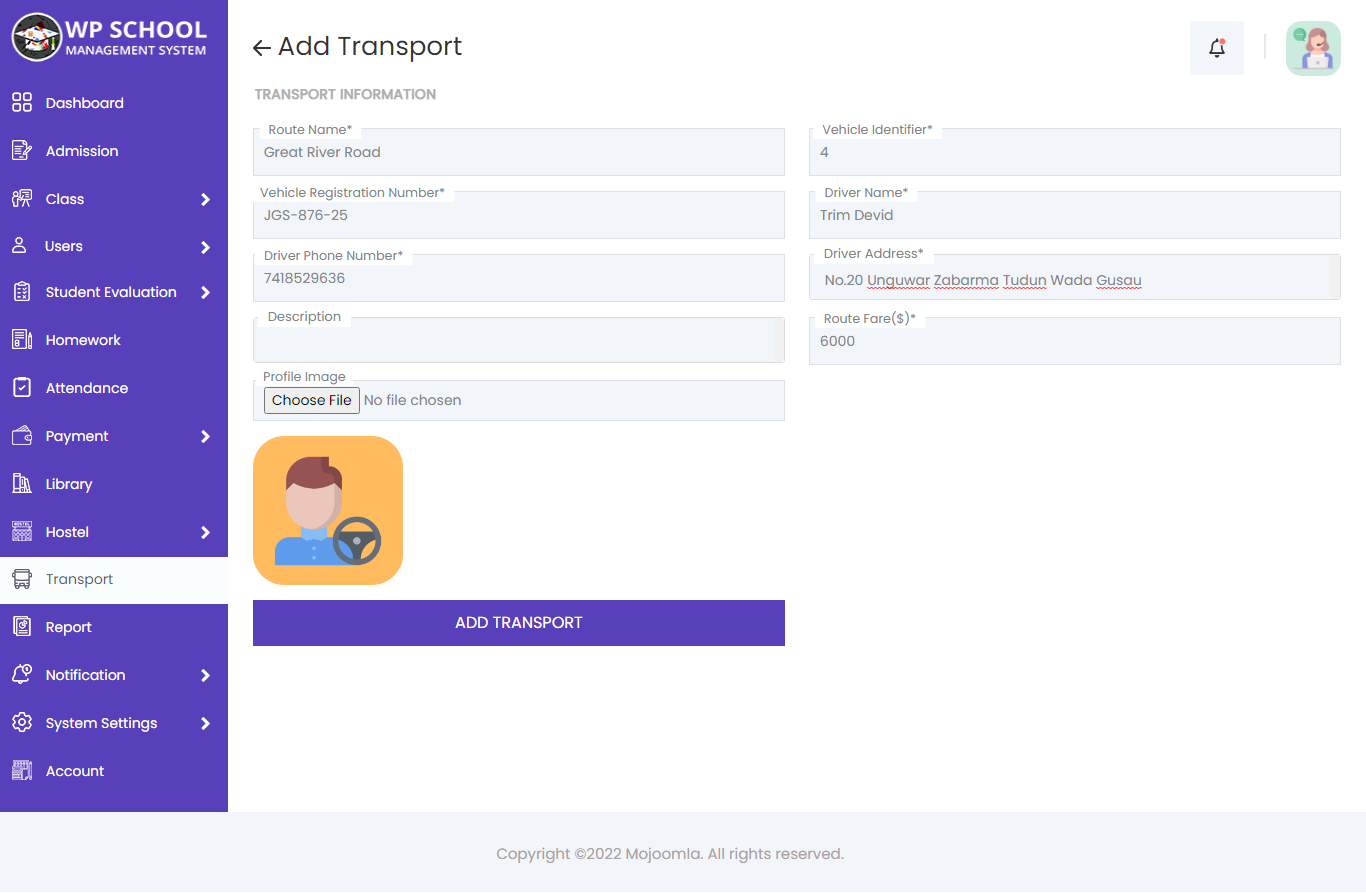 WP SCHOOL
MANAGEMENT SYSTEM
Dashboard
Admission
Class
Users
Student Evaluation
Homework
Attendance
Payment
Library
HOSTEL
Hostel
Transport
Report
Notification
System Settings
Account
Add Transport
TRANSPORT INFORMATION
Route Name*
Great River Road
Vehicle Identifier*
4
Vehicle Registration Number*
JGS-876-25
Driver Name*
Trim Devid
Driver Phone Number*
7418529636
Driver Address*
No.20 Unguwar Zabarma Tudun Wada Gusau
Description
Route Fare($)*
6000
Profile Image
Choose File No file chosen
ADD TRANSPORT
Copyright ©2022 Mojoomla. All rights reserved.